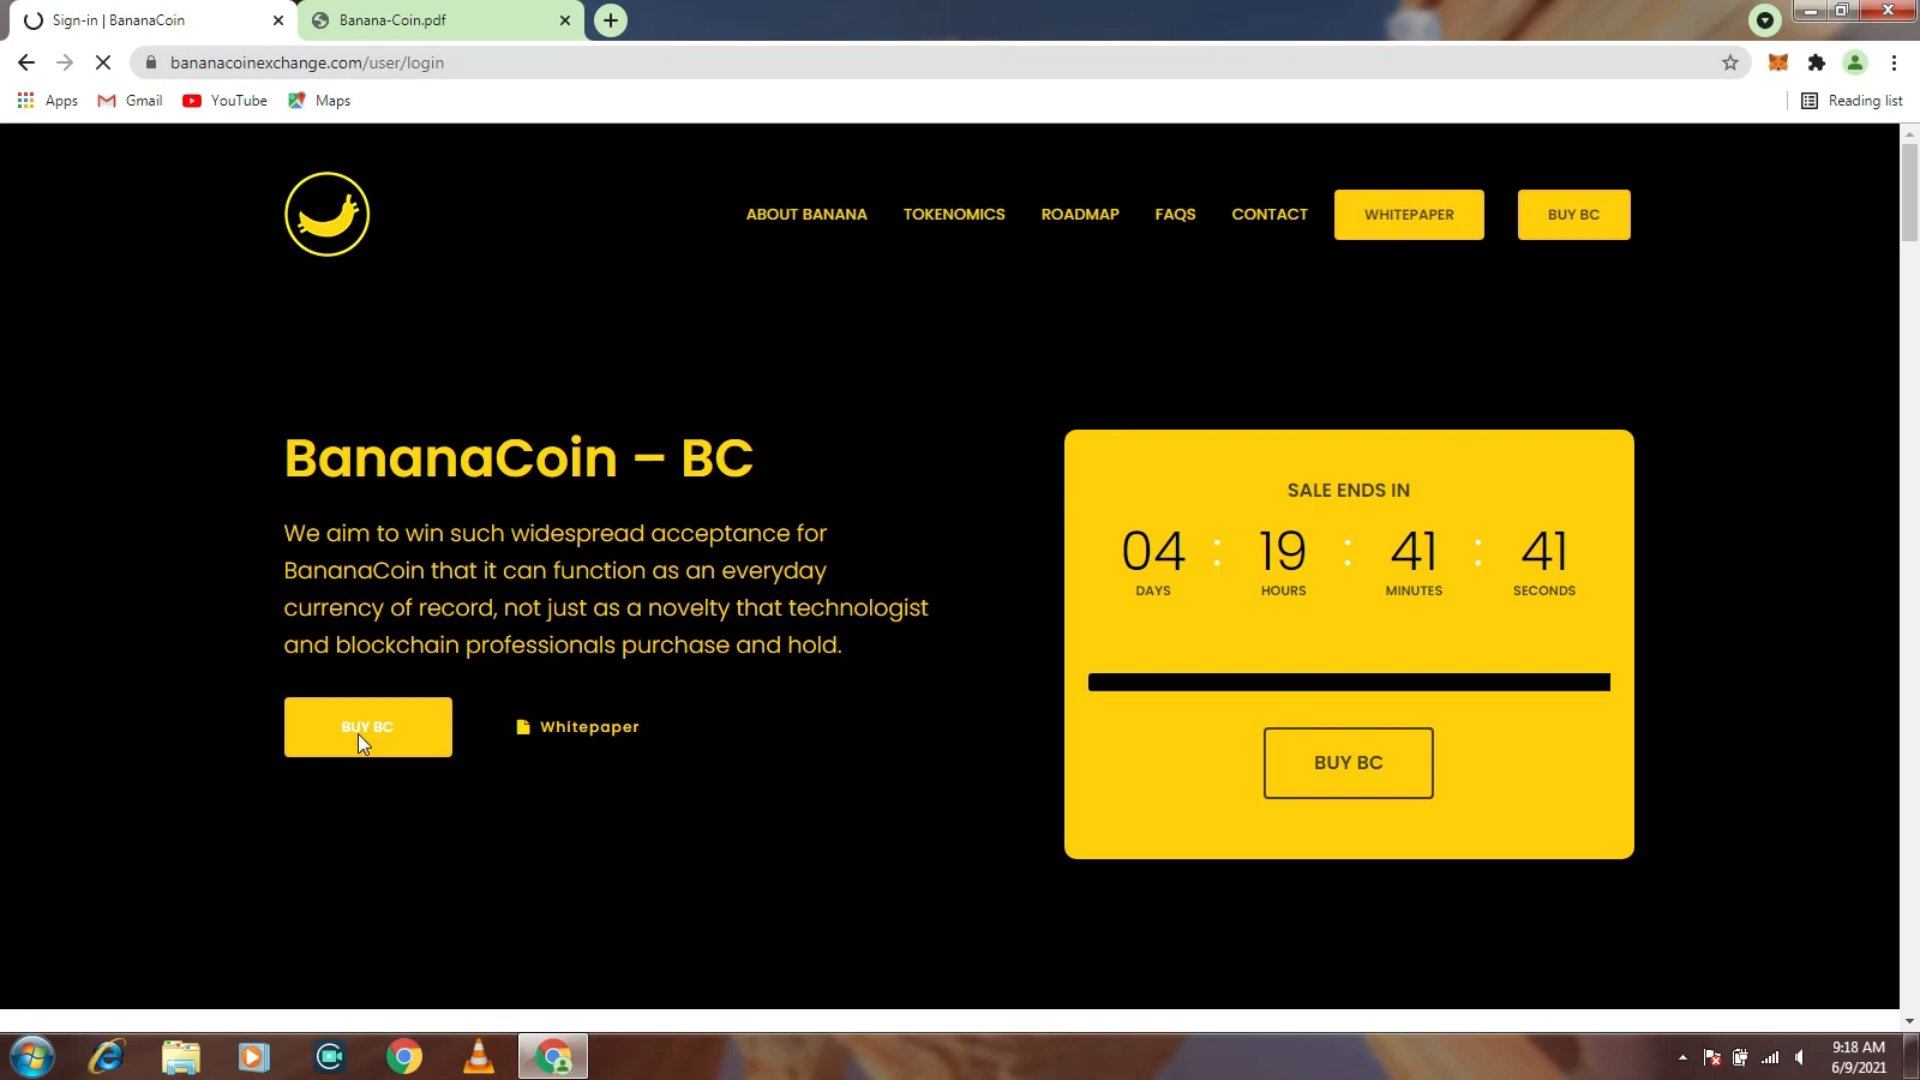 Sign-in | BananaCoin
Banana-Coin.pdf
bananacoinexchange.com/user/login
Apps
Gmail
YouTube
Maps
Reading list
ABOUT BANANA
TOKENOMICS
ROADMAP
FAQS
CONTACT
WHITEPAPER
BUY BC
BananaCoin – BC
We aim to win such widespread acceptance for
BananaCoin that it can function as an everyday
currency of record, not just as a novelty that technologist
and blockchain professionals purchase and hold.
BUY BC
Whitepaper
SALE ENDS IN
04 : 19 : 41 : 41
DAYS HOURS MINUTES SECONDS
BUY BC
9:18 AM
6/9/2021